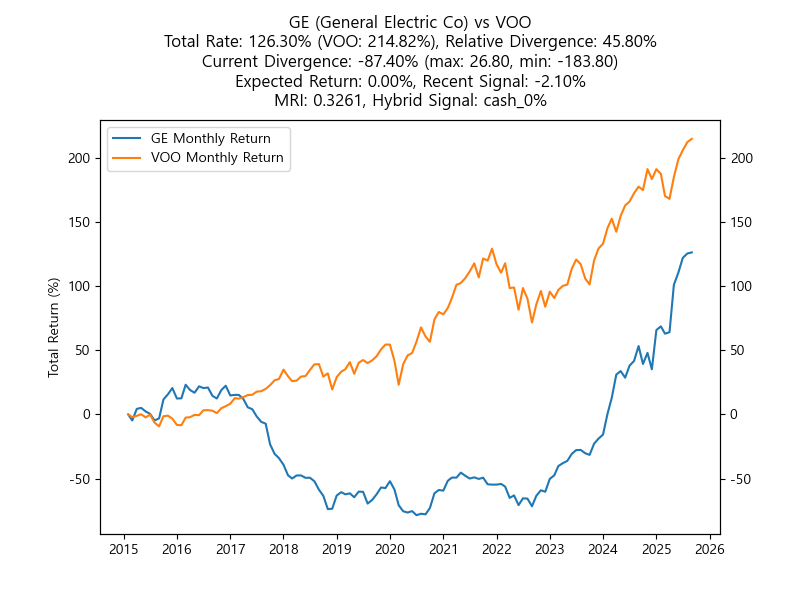 GE (General Electric Co) vs VOO
Total Rate: 126.30% (VOO: 214.82%), Relative Divergence: 45.80%
Current Divergence: -87.40% (max: 26.80, min: -183.80)
Expected Return: 0.00%, Recent Signal: -2.10%
MRI: 0.3261, Hybrid Signal: cash_0%
GE Monthly Return
VOO Monthly Return
Total Return (%)
200
150
100
50
0
-50
200
150
100
50
0
-50
2015 2016 2017 2018 2019 2020 2021 2022 2023 2024 2025 2026